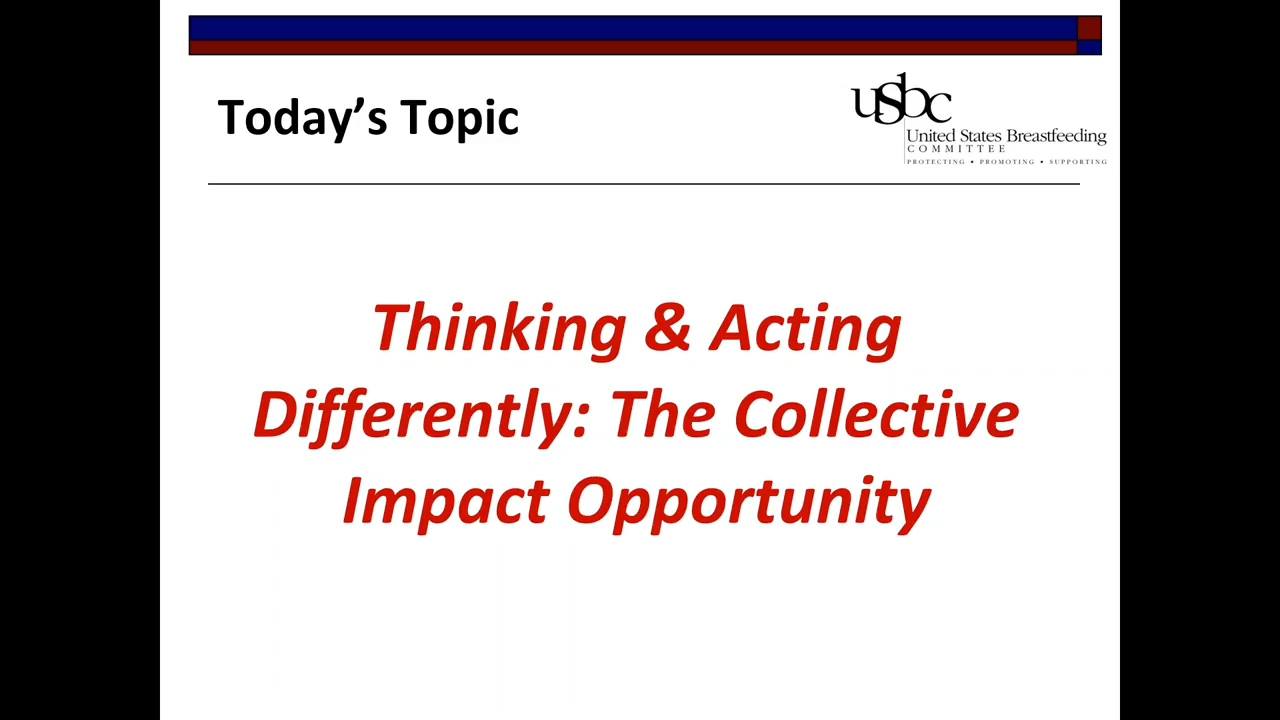 Today's Topic
usbc
United States Breastfeeding
COMMITTEE
PROTECTING • PROMOTING • SUPPORTING
Thinking & Acting
Differently: The Collective
Impact Opportunity